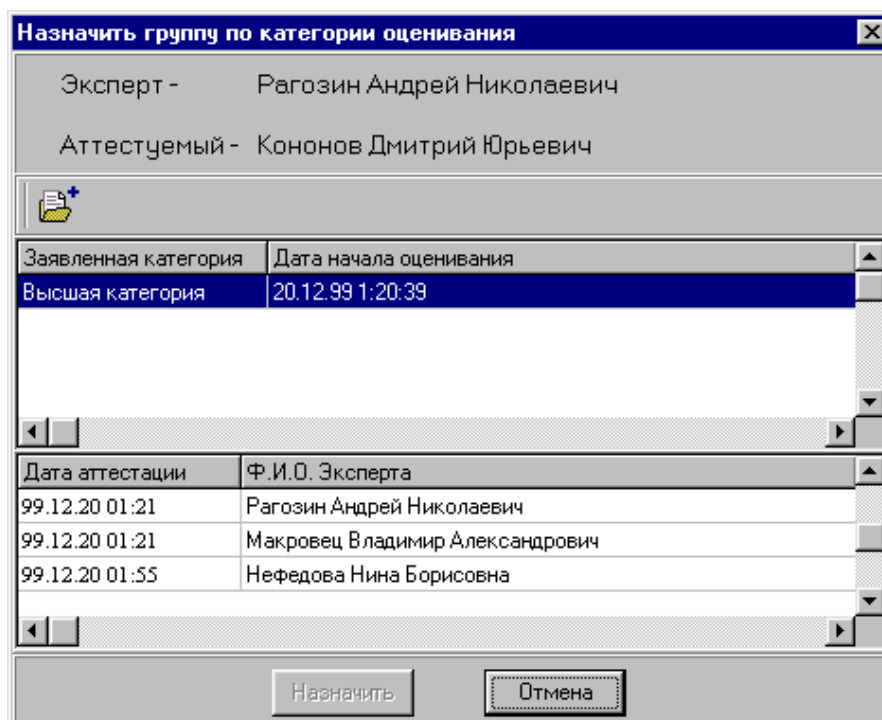 Назначить группу по категории оценивания
Эксперт - Рагозин Андрей Николаевич
Аттестуемый - Кононов Дмитрий Юрьевич
Заявленная категория Дата начала оценивания
Высшая категория 20.12.99 1:20:39
Дата аттестации Ф.И.О. Эксперта
99.12.20 01:21 Рагозин Андрей Николаевич
99.12.20 01:21 Макровец Владимир Александрович
99.12.20 01:55 Нефедова Нина Борисовна
Назначить Отмена